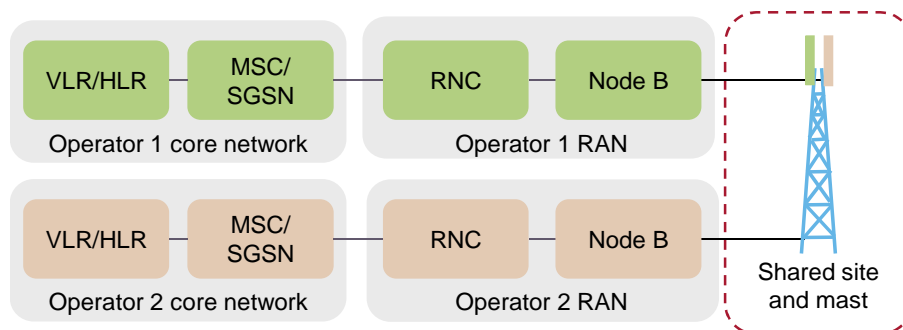 VLR/HLR
MSC/
SGSN
RNC
Node B
Operator 1 core network
Operator 1 RAN
VLR/HLR
MSC/
SGSN
RNC
Node B
Operator 2 core network
Operator 2 RAN
Shared site
and mast